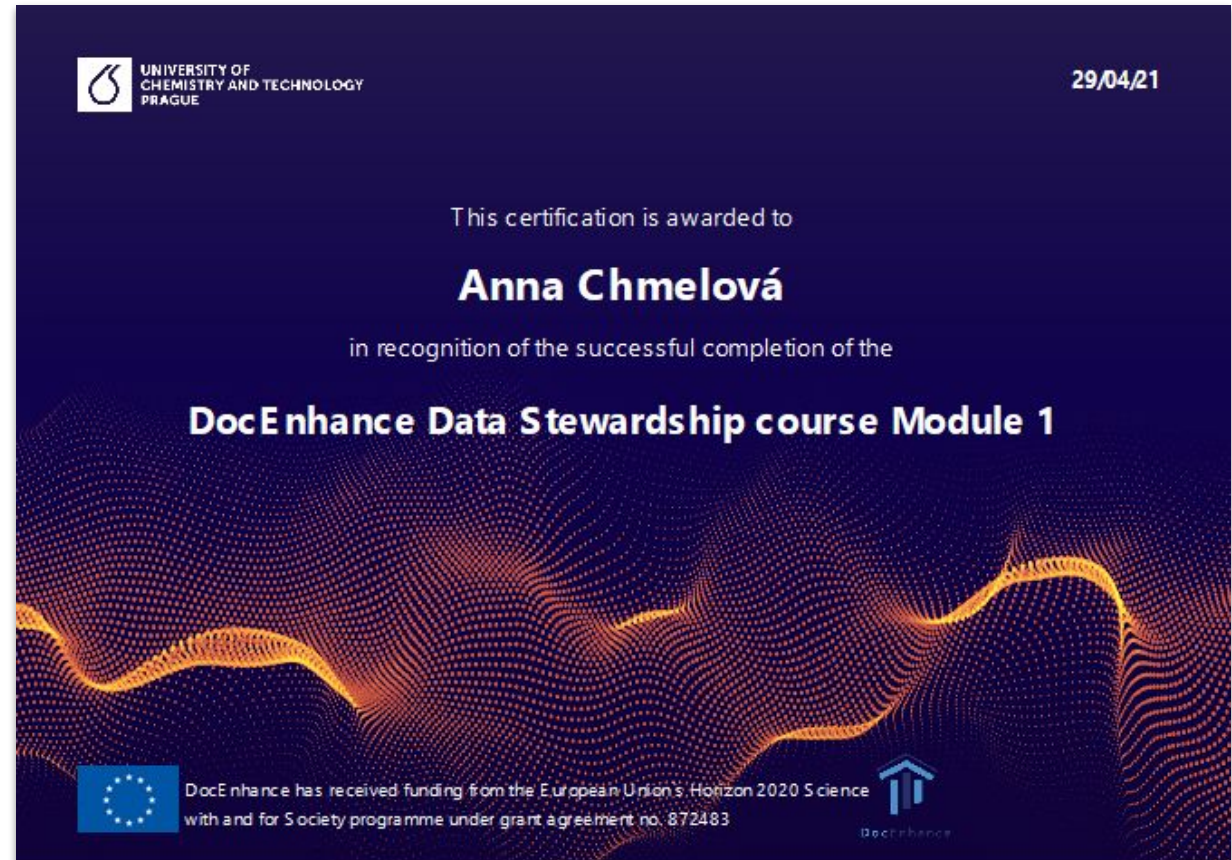 UNIVERSITY OF
CHEMISTRY AND TECHNOLOGY
PRAGUE
29/04/21
This certification is awarded to
Anna Chmelová
in recognition of the successful completion of the
DocEnhance Data Stewardship course Module 1
DocEnhance has received funding from the European Union's Horizon 2020 Science
with and for Society programme under grant agreement no. 872483
DocEnhance